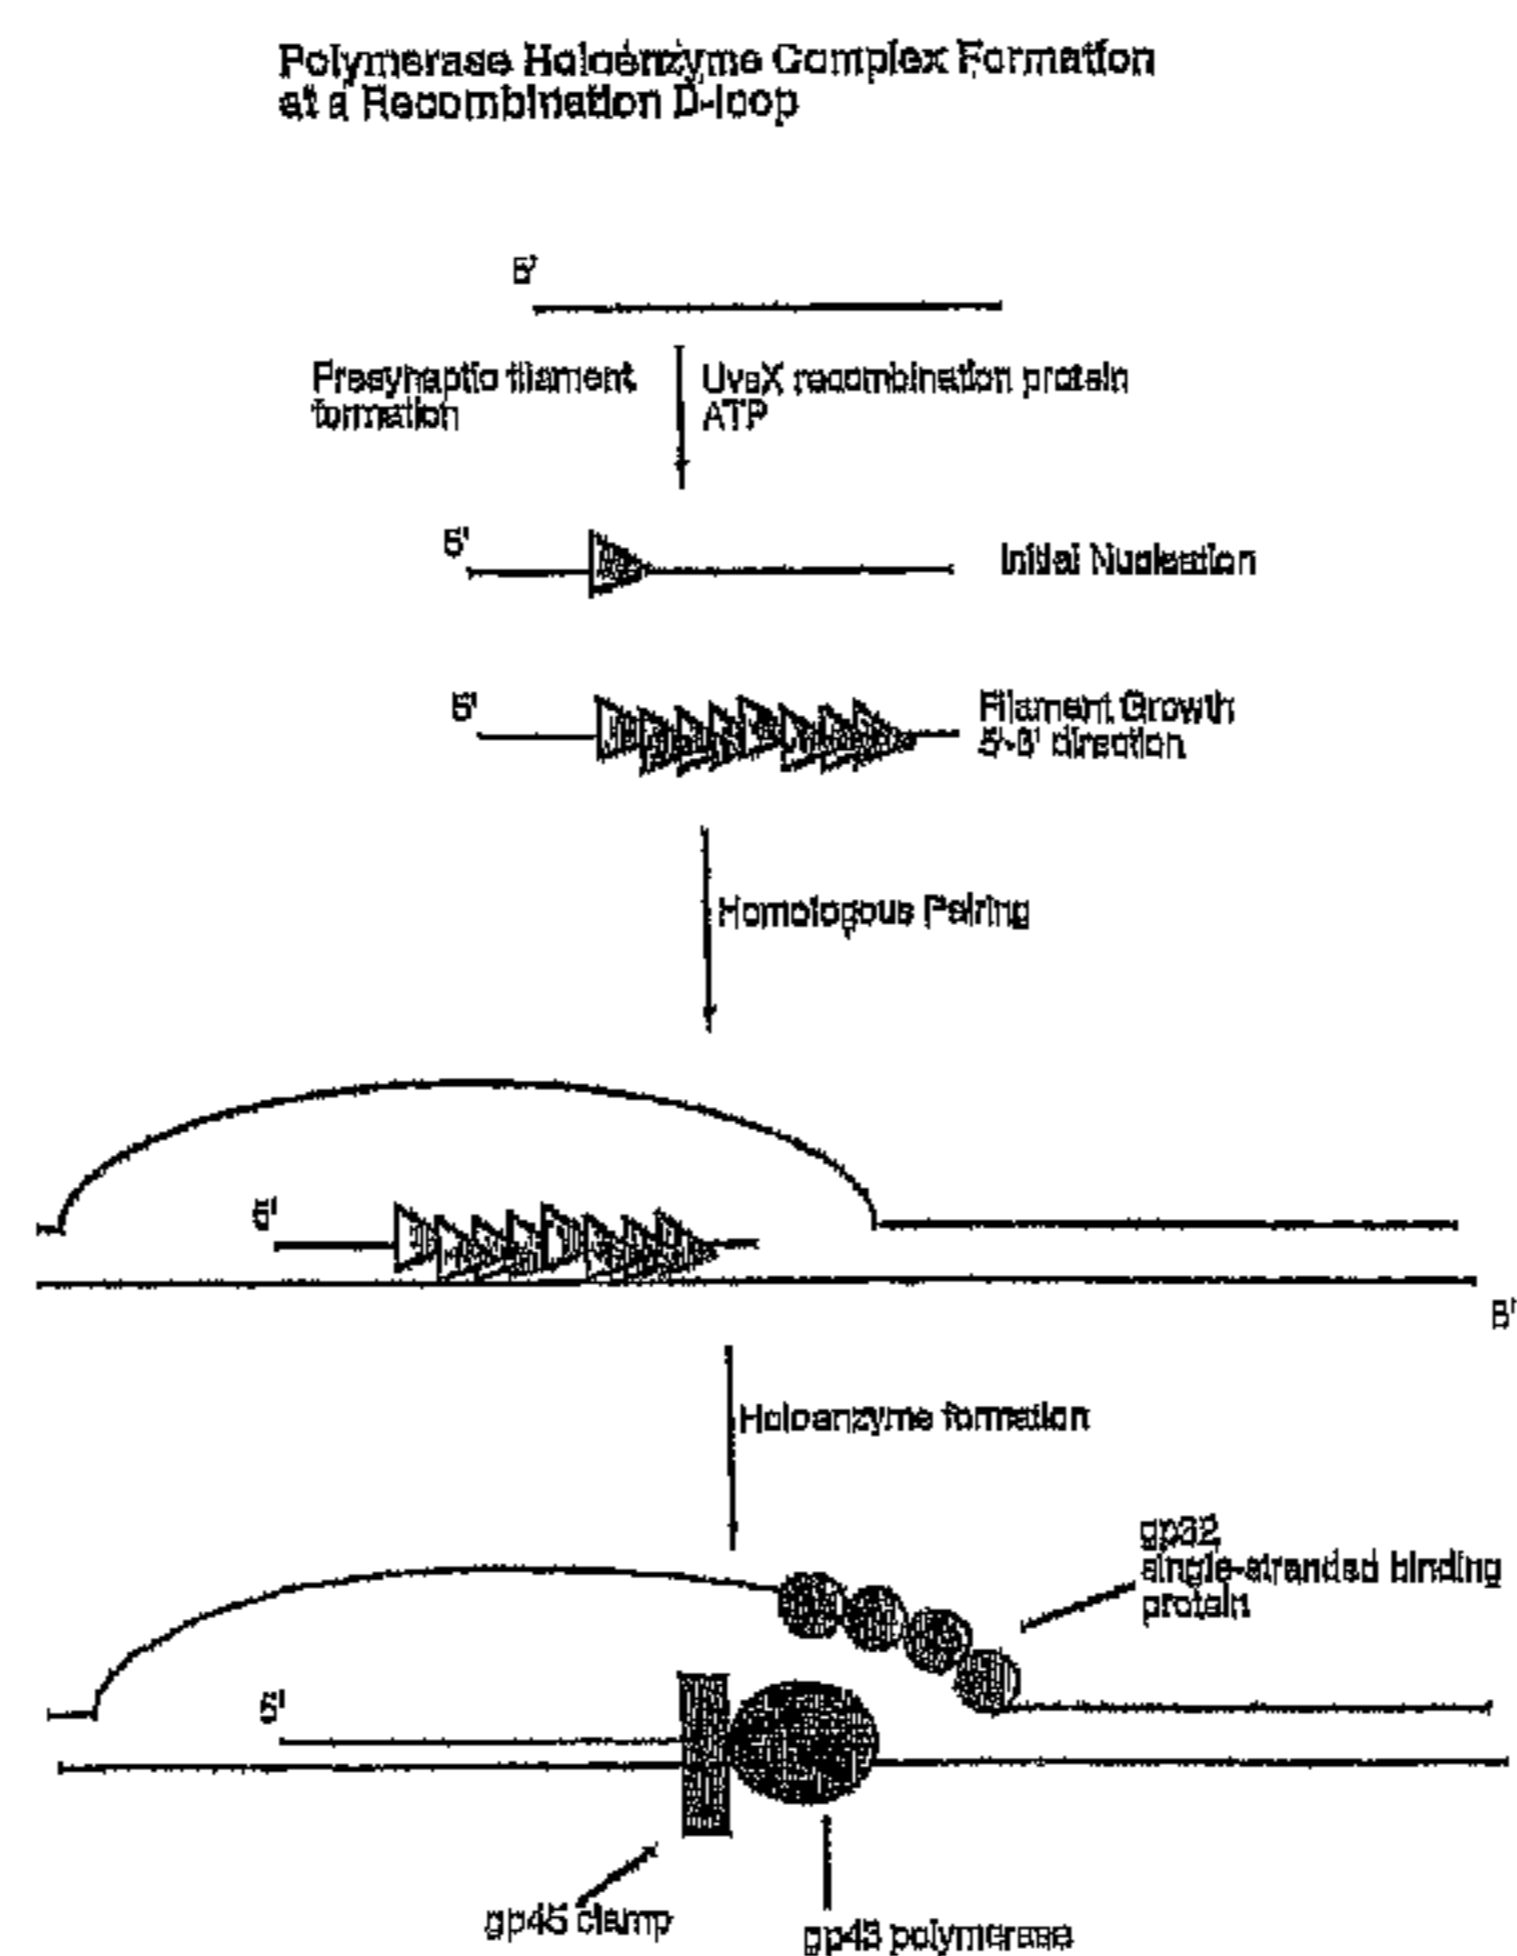 Polymerase Holoenzyme Complex Formation
at a Recombination D-loop
5'
Presynaptic filament
formation
UvsX recombination protein
ATP
5'
Initial Nucleation
5'
Filament Growth
5'-3' direction
Homologous Pairing
5'
5'
Holoenzyme formation
gp32
single-stranded binding
protein
5'
gp45 clamp
gp43 polymerase